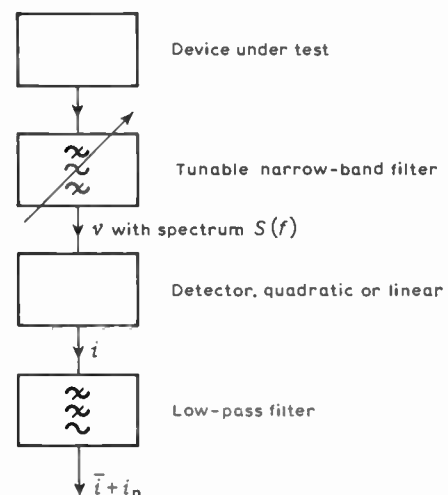 Device under test
Tunable narrow-band filter
v with spectrum S(f)
Detector, quadratic or linear
i
Low-pass filter
i̅ + iₙ